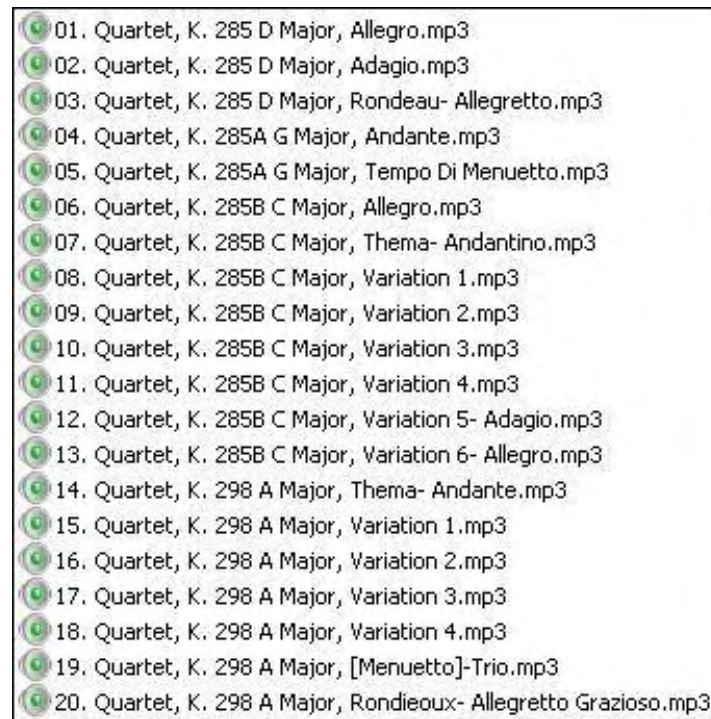 01. Quartet, K. 285 D Major, Allegro.mp3
02. Quartet, K. 285 D Major, Adagio.mp3
03. Quartet, K. 285 D Major, Rondeau- Allegretto.mp3
04. Quartet, K. 285A G Major, Andante.mp3
05. Quartet, K. 285A G Major, Tempo Di Menuetto.mp3
06. Quartet, K. 285B C Major, Allegro.mp3
07. Quartet, K. 285B C Major, Thema- Andantino.mp3
08. Quartet, K. 285B C Major, Variation 1.mp3
09. Quartet, K. 285B C Major, Variation 2.mp3
10. Quartet, K. 285B C Major, Variation 3.mp3
11. Quartet, K. 285B C Major, Variation 4.mp3
12. Quartet, K. 285B C Major, Variation 5- Adagio.mp3
13. Quartet, K. 285B C Major, Variation 6- Allegro.mp3
14. Quartet, K. 298 A Major, Thema- Andante.mp3
15. Quartet, K. 298 A Major, Variation 1.mp3
16. Quartet, K. 298 A Major, Variation 2.mp3
17. Quartet, K. 298 A Major, Variation 3.mp3
18. Quartet, K. 298 A Major, Variation 4.mp3
19. Quartet, K. 298 A Major, [Menuetto]-Trio.mp3
20. Quartet, K. 298 A Major, Rondieoux- Allegretto Grazioso.mp3